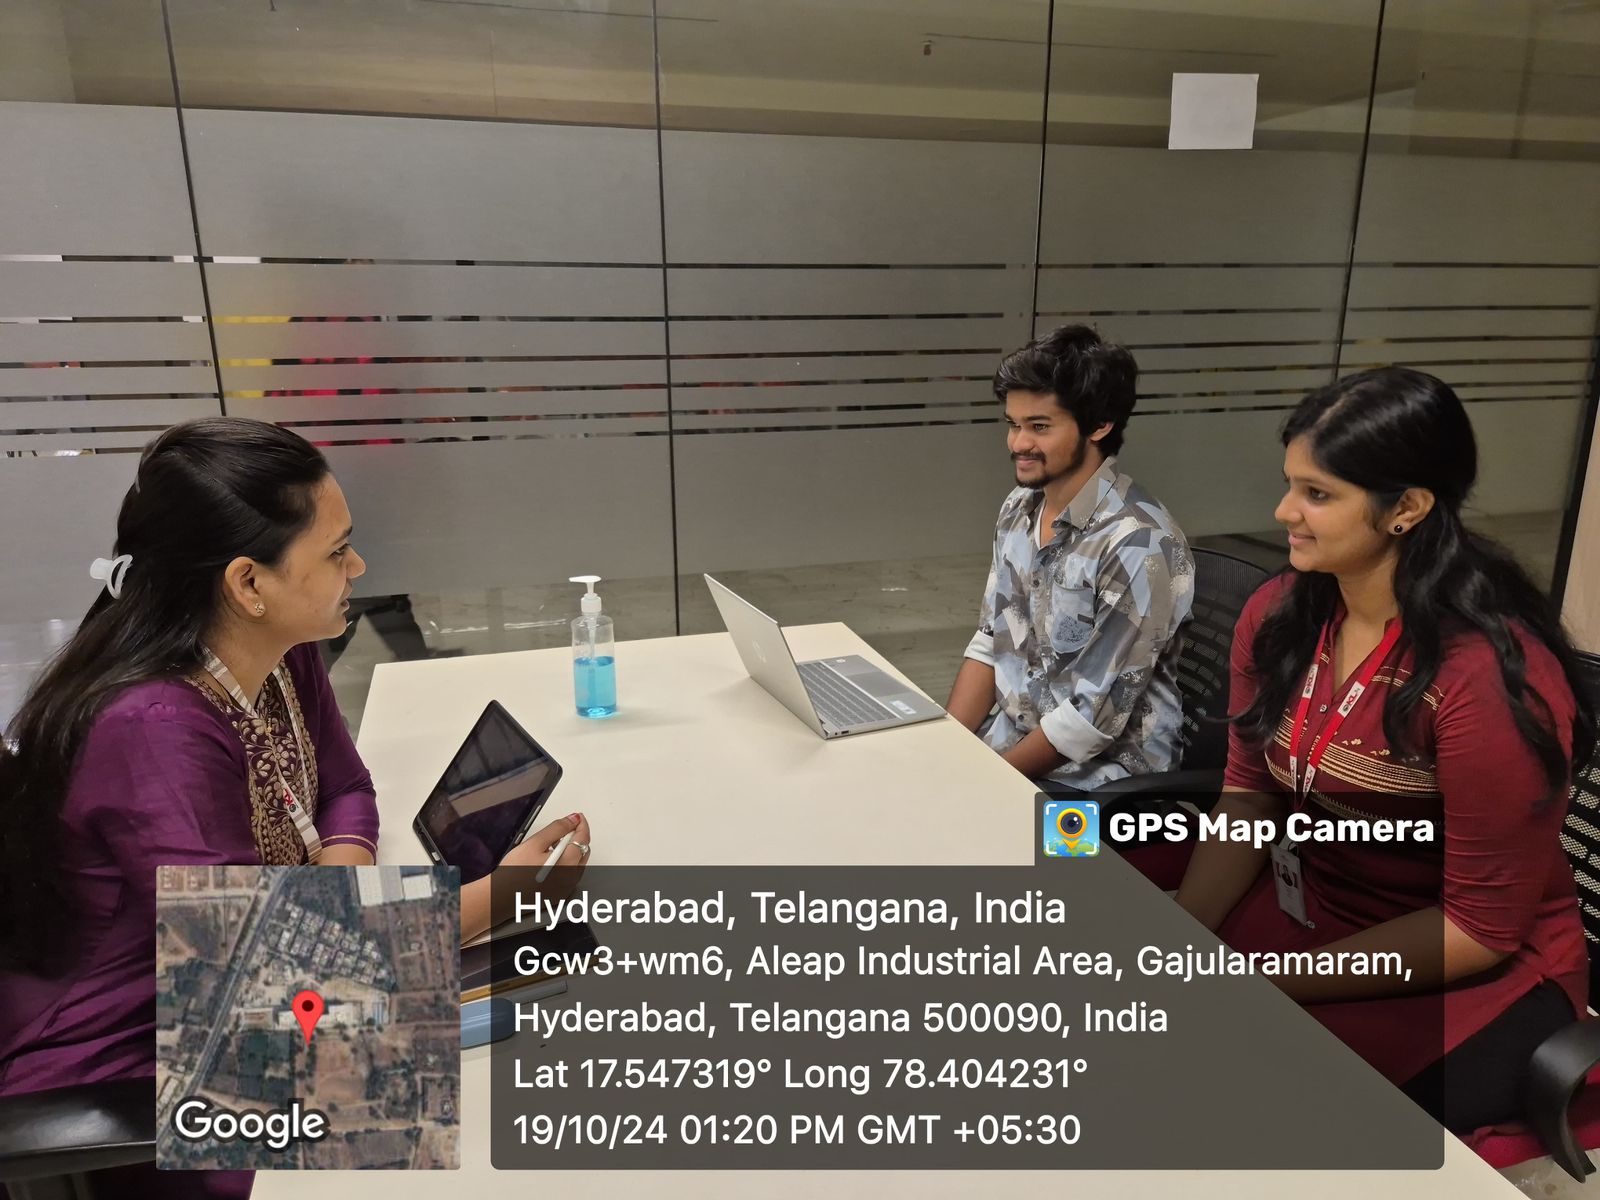 GPS Map Camera
Hyderabad, Telangana, India
Gcw3+wm6, Aleap Industrial Area, Gajularamaram,
Hyderabad, Telangana 500090, India
Lat 17.547319° Long 78.404231°
19/10/24 01:20 PM GMT +05:30
Google